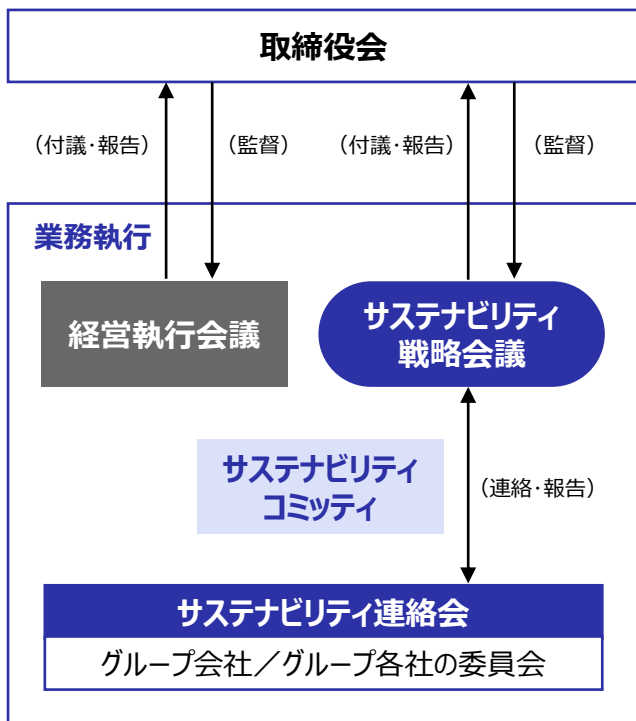 取締役会
（付議・報告）
（監督）
（付議・報告）
（監督）
業務執行
経営執行会議
サステナビリティ
戦略会議
サステナビリティ
コミッティ
（連絡・報告）
サステナビリティ連絡会
グループ会社／グループ各社の委員会